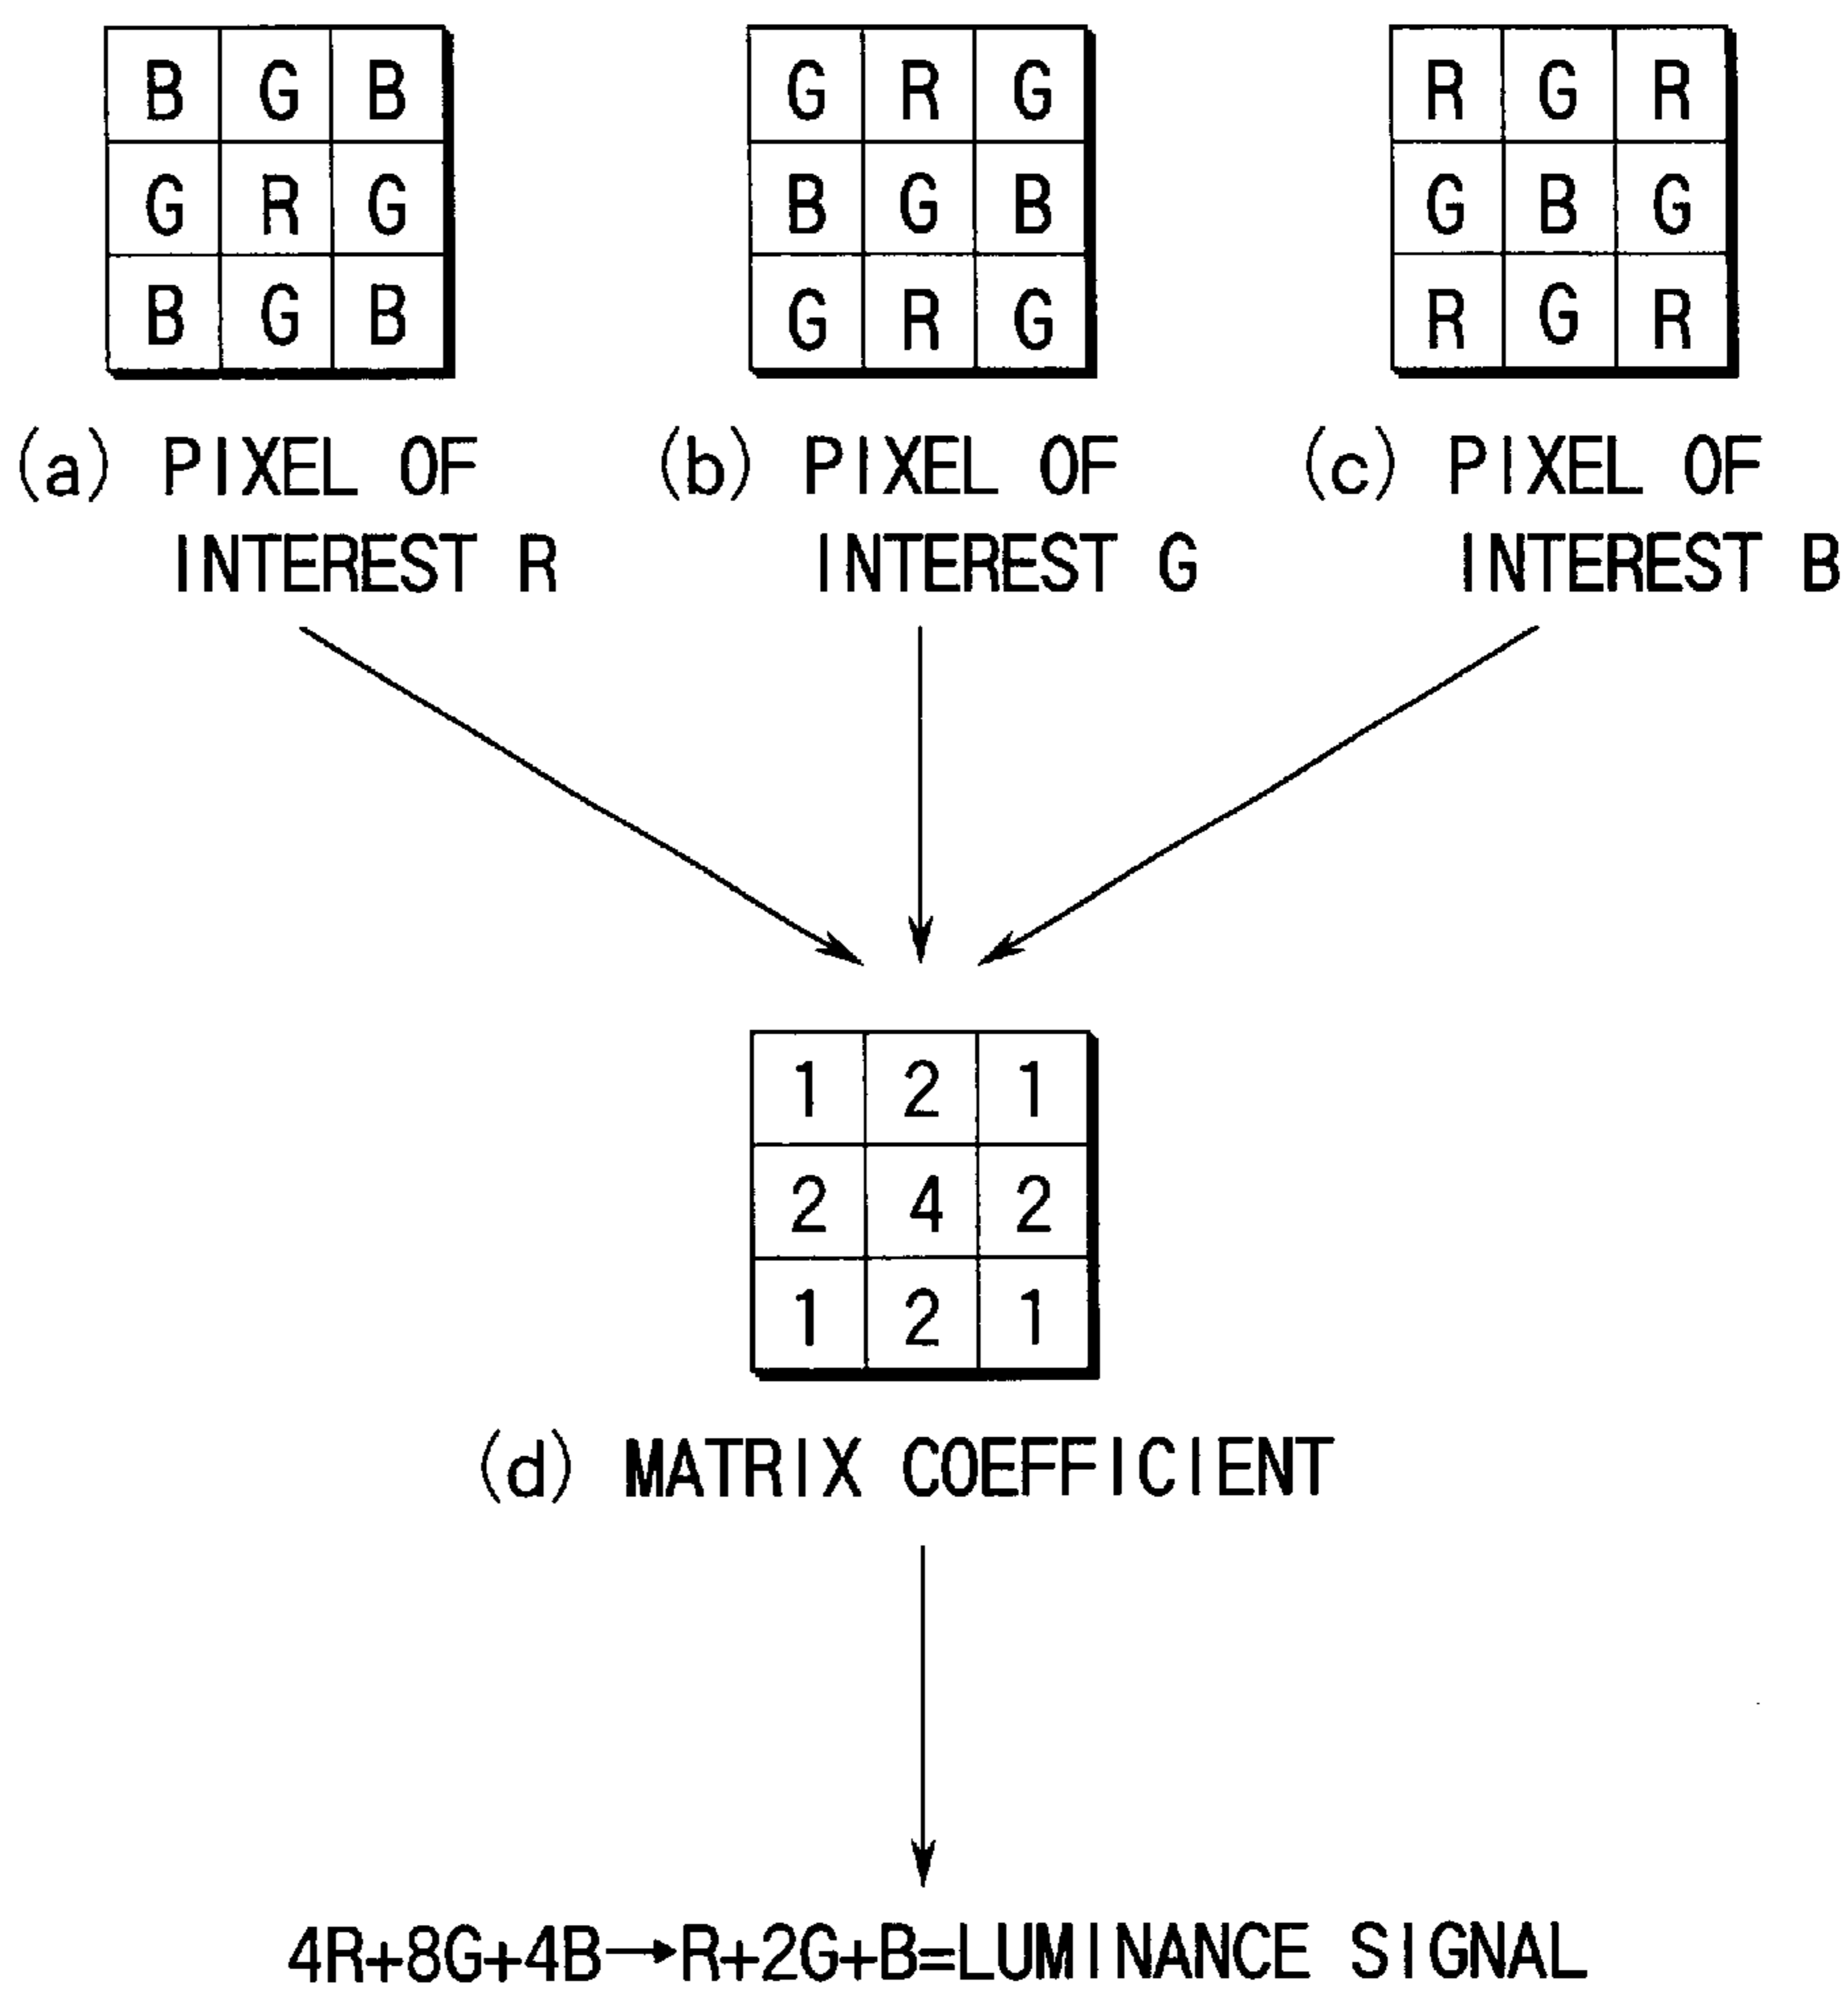 B G B
G R G
B G B
(a) PIXEL OF
INTEREST R
G R G
B G B
G R G
(b) PIXEL OF
INTEREST G
R G R
G B G
R G R
(c) PIXEL OF
INTEREST B
1 2 1
2 4 2
1 2 1
(d) MATRIX COEFFICIENT
4R+8G+4B→R+2G+B=LUMINANCE SIGNAL